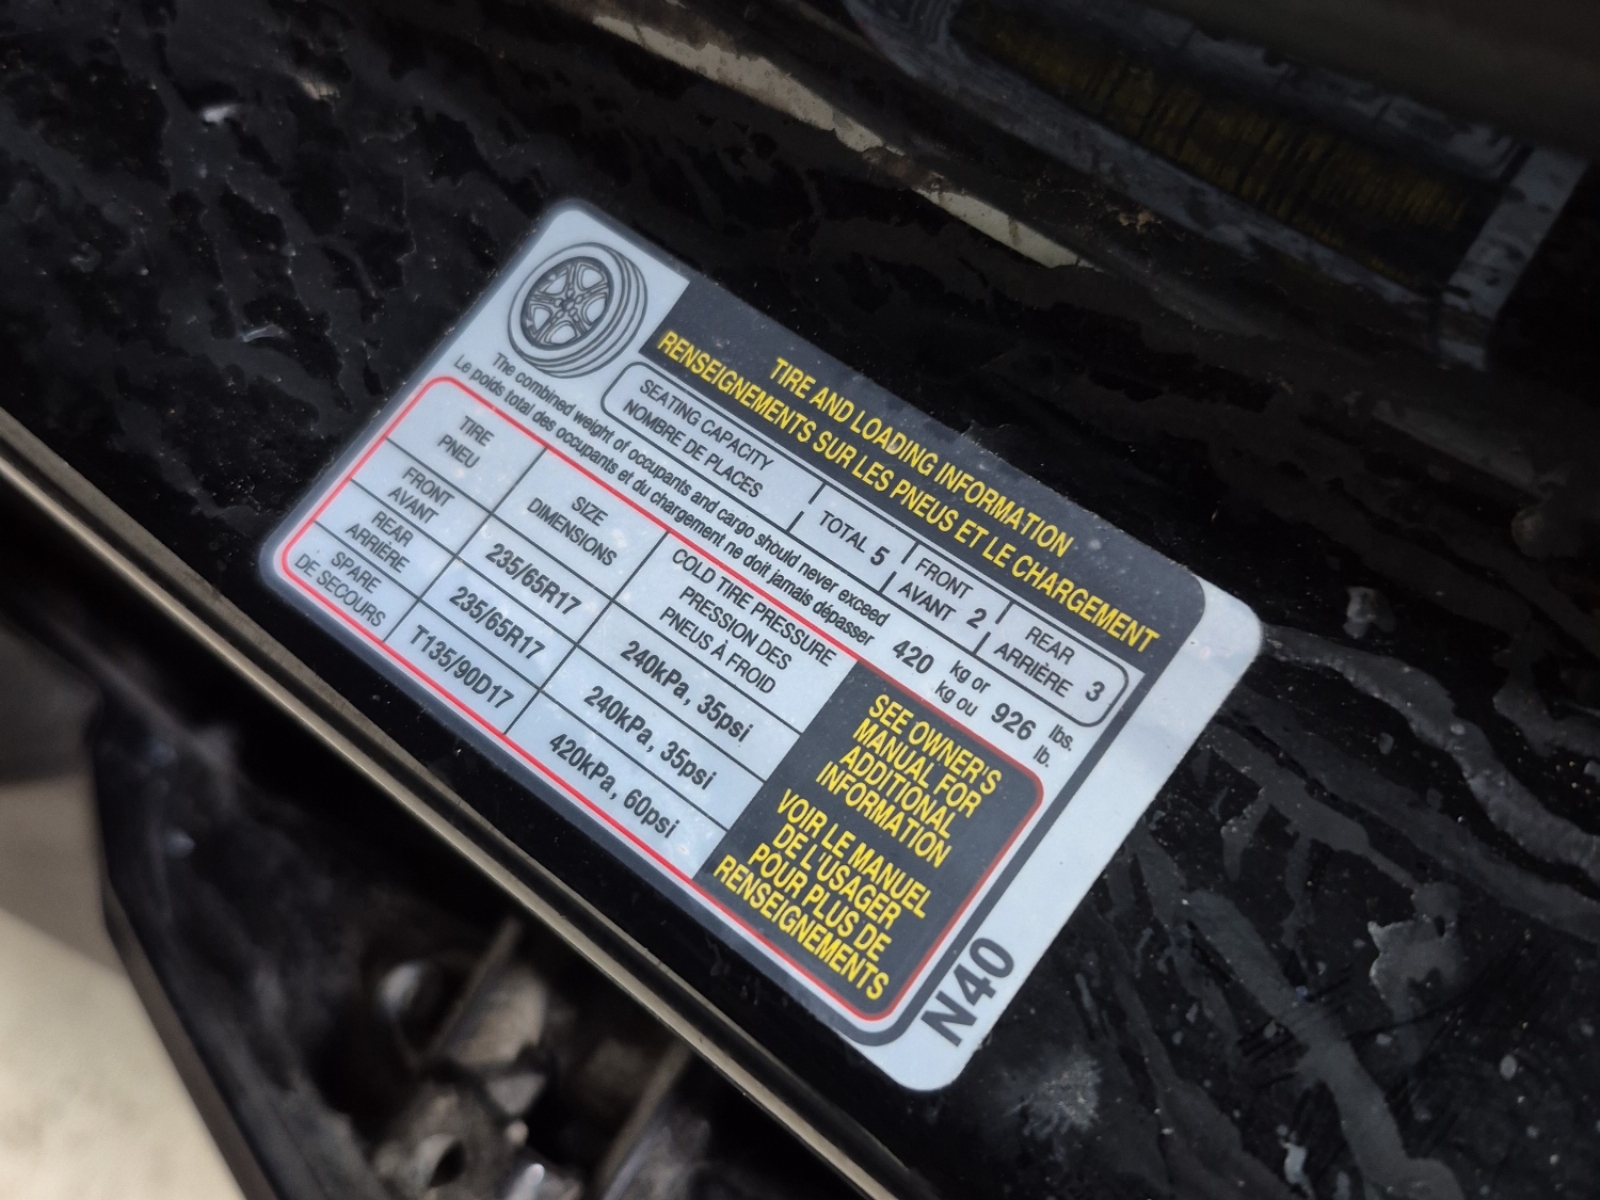 TIRE AND LOADING INFORMATION
RENSEIGNEMENTS SUR LES PNEUS ET LE CHARGEMENT
SEATING CAPACITY
NOMBRE DE PLACES
TOTAL 5
FRONT
AVANT
2
REAR
ARRIÈRE
3
The combined weight of occupants and cargo should never exceed
Le poids total des occupants et du chargement ne doit jamais dépasser
420
kg or
kg ou
926
lbs.
lb.
TIRE
PNEU
SIZE
DIMENSIONS
COLD TIRE PRESSURE
PRESSION DES
PNEUS À FROID
FRONT
AVANT
235/65R17
240kPa, 35psi
REAR
ARRIÈRE
235/65R17
240kPa, 35psi
SPARE
DE SECOURS
T135/90D17
420kPa, 60psi
SEE OWNER'S
MANUAL FOR
ADDITIONAL
INFORMATION
VOIR LE MANUEL
DE L'USAGER
POUR PLUS DE
RENSEIGNEMENTS
N40